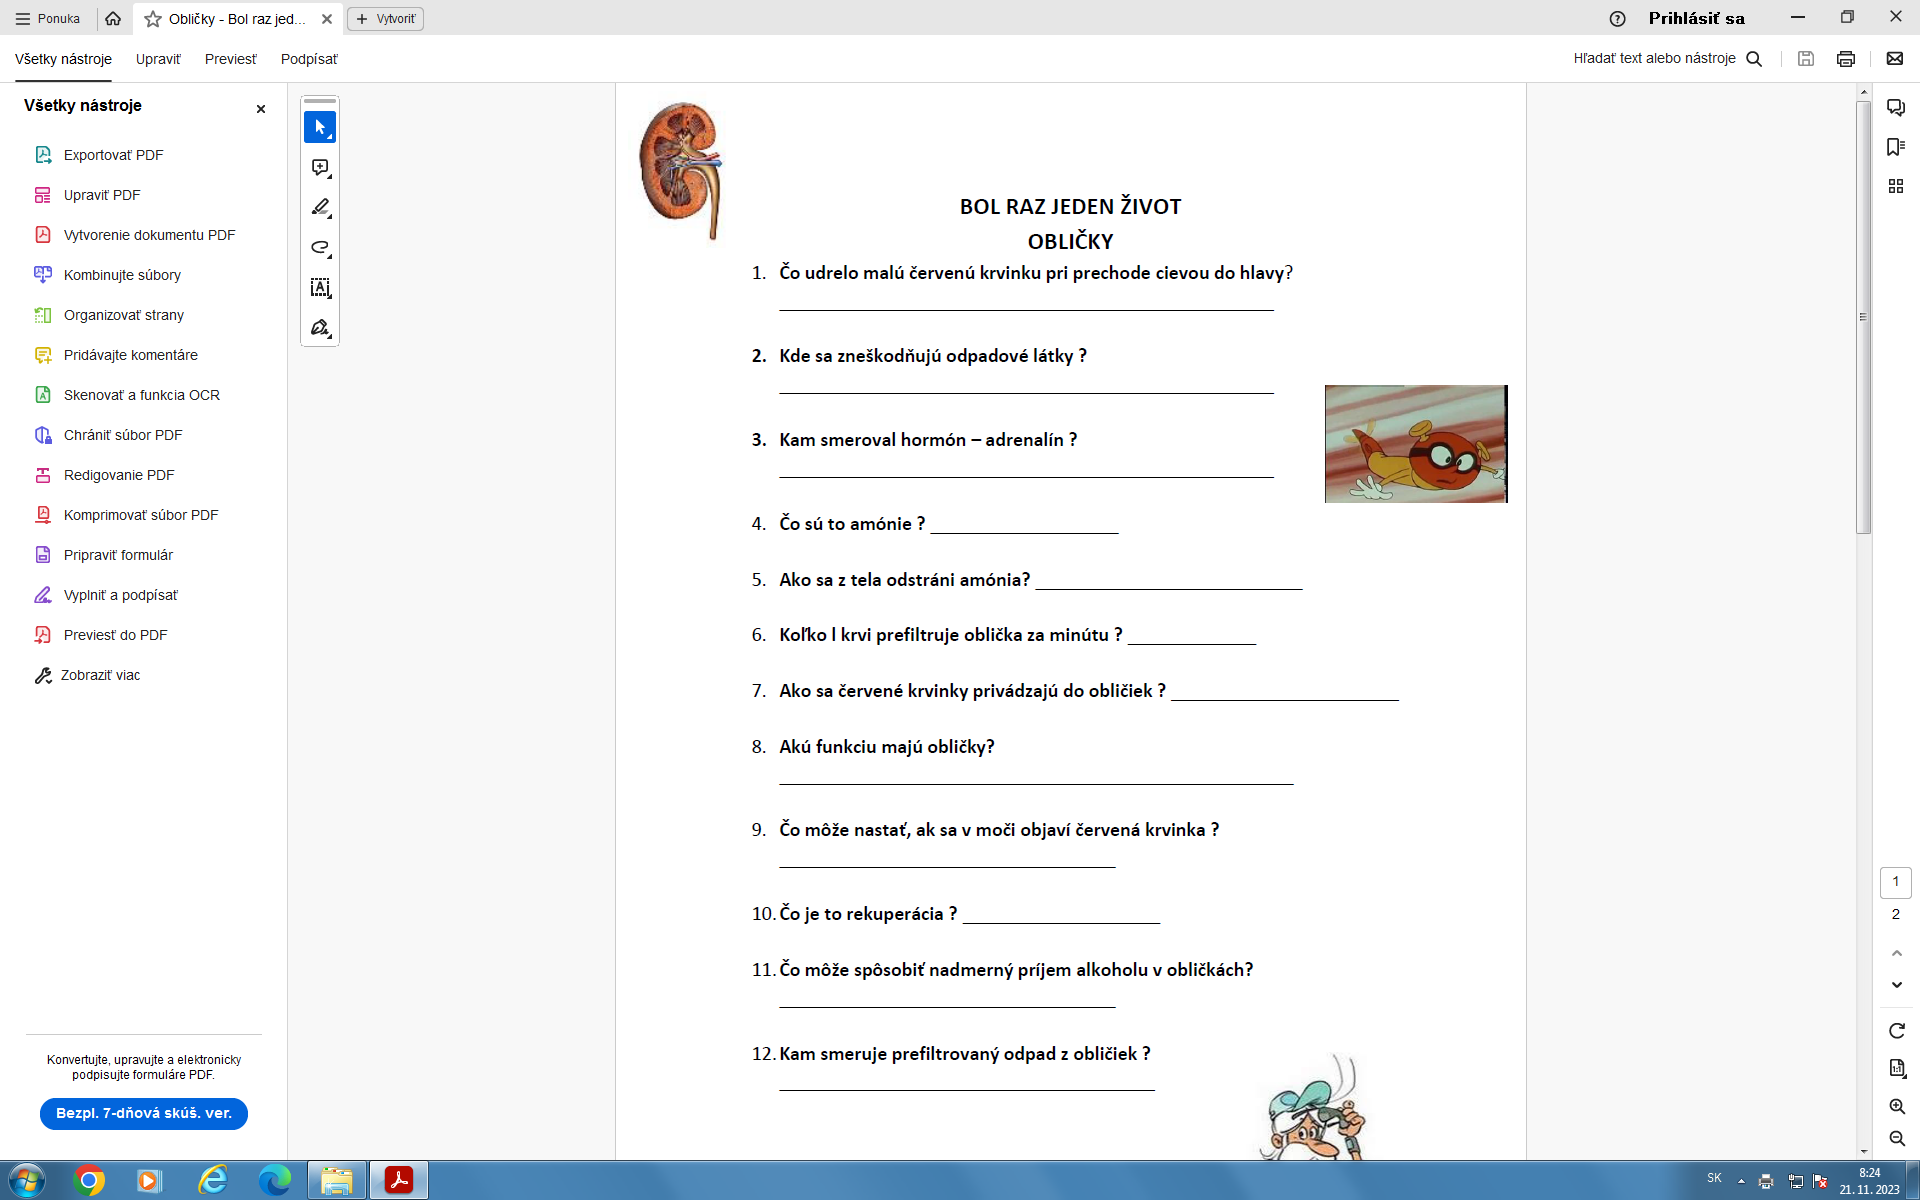 Ponuka
Obličky - Bol raz jed...
Vytvoriť
Prihlásiť sa
Všetky nástroje
Upraviť
Previesť
Podpísať
Hľadať text alebo nástroje
Všetky nástroje
Exportovať PDF
Upraviť PDF
Vytvorenie dokumentu PDF
Kombinujte súbory
Organizovať strany
Pridávajte komentáre
Skenovať a funkcia OCR
Chrániť súbor PDF
Redigovanie PDF
Komprimovať súbor PDF
Pripraviť formulár
Vyplniť a podpísať
Previesť do PDF
Zobraziť viac
Konvertujte, upravujte a elektronicky
podpisujte formuláre PDF.
Bezpl. 7-dňová skúš. ver.
BOL RAZ JEDEN ŽIVOT
OBLIČKY
1. Čo udrelo malú červenú krvinku pri prechode cievou do hlavy?
2. Kde sa zneškodňujú odpadové látky ?
3. Kam smeroval hormón – adrenalín ?
4. Čo sú to amónie ?
5. Ako sa z tela odstráni amónia?
6. Koľko l krvi prefiltruje oblička za minútu ?
7. Ako sa červené krvinky privádzajú do obličiek ?
8. Akú funkciu majú obličky?
9. Čo môže nastať, ak sa v moči objaví červená krvinka ?
10. Čo je to rekuperácia ?
11. Čo môže spôsobiť nadmerný príjem alkoholu v obličkách?
12. Kam smeruje prefiltrovaný odpad z obličiek ?
1
2
1:1
SK
8:24
21. 11. 2023